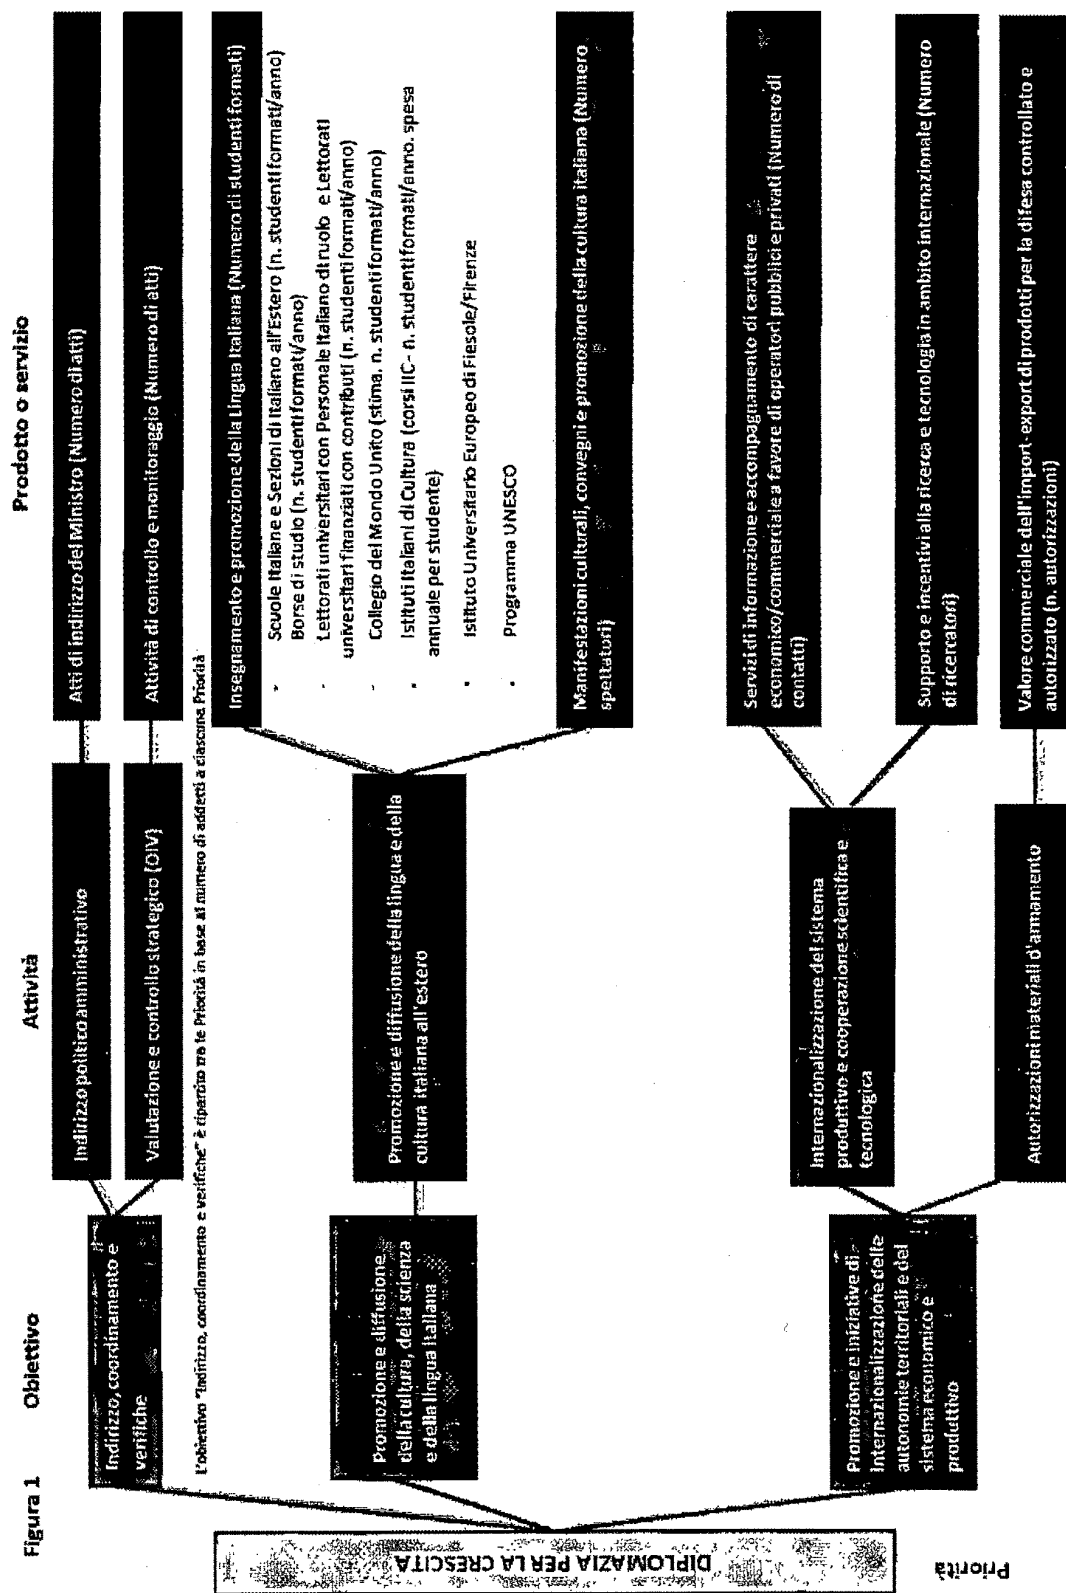 Figura 1
Obiettivo
Attività
Prodotto o servizio
Priorità
DIPLOMAZIA PER LA CRESCITA
Indirizzo, coordinamento e
verifiche
Indirizzo politico amministrativo
Atti di indirizzo del Ministro (Numero di atti)
Valutazione e controllo strategico (OIV)
Attività di controllo e monitoraggio (Numero di atti)
L'obiettivo "Indirizzo, coordinamento e verifiche" è ripartito tra le Priorità in base al numero di addetti a ciascuna Priorità
Promozione e diffusione
della cultura, della scienza
e della lingua italiana
Promozione e diffusione della lingua e della
cultura italiana all'estero
Insegnamento e promozione della Lingua Italiana (Numero di studenti formati)
Scuole Italiane e Sezioni di Italiano all'Estero (n. studenti formati/anno)
Borse di studio (n. studenti formati/anno)
Lettorati universitari con Personale Italiano di ruolo e Lettorati
universitari finanziati con contributi (n. studenti formati/anno)
Collegio del Mondo Unito (stima. n. studenti formati/anno)
Istituti Italiani di Cultura (corsi IIC - n. studenti formati/anno. spesa
annuale per studente)
Istituto Universitario Europeo di Fiesole/Firenze
Programma UNESCO
Manifestazioni culturali, convegni e promozione della cultura italiana (Numero
spettatori)
Promozione e iniziative di
Internazionalizzazione delle
autonomie territoriali e del
sistema economico e
produttivo
Internazionalizzazione del sistema
produttivo e cooperazione scientifica e
tecnologica
Servizi di informazione e accompagnamento di carattere
economico/commerciale a favore di operatori pubblici e privati (Numero di
contatti)
Supporto e incentivi alla ricerca e tecnologia in ambito internazionale (Numero
di ricercatori)
Autorizzazioni materiali d'armamento
Valore commerciale dell'import-export di prodotti per la difesa controllato e
autorizzato (n. autorizzazioni)